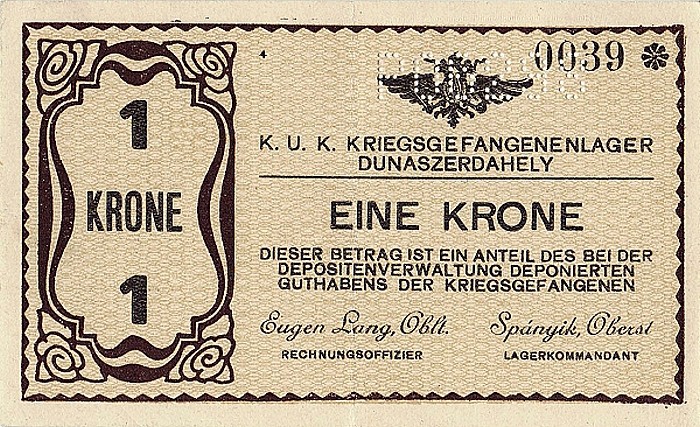 4
0039
K. U. K. KRIEGSGEFANGENENLAGER
DUNASZERDAHELY
1
KRONE
1
EINE KRONE
DIESER BETRAG IST EIN ANTEIL DES BEI DER
DEPOSITENVERWALTUNG DEPONIERTEN
GUTHABENS DER KRIEGSGEFANGENEN
Eugen Lang, Oblt.
Spányik, Oberst
RECHNUNGSOFFIZIER
LAGERKOMMANDANT